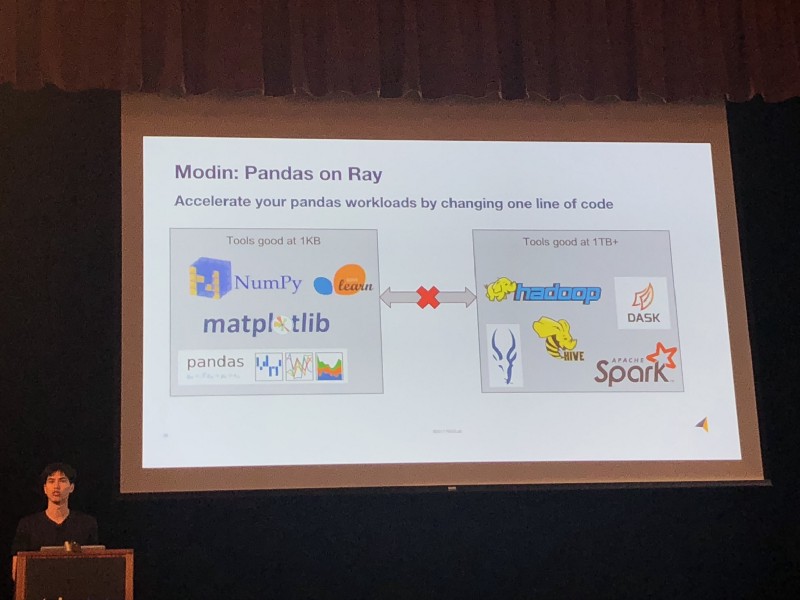 Modin: Pandas on Ray
Accelerate your pandas workloads by changing one line of code
Tools good at 1KB
NumPy
learn
matplotlib
pandas
Tools good at 1TB+
hadoop
DASK
HIVE
APACHE
Spark